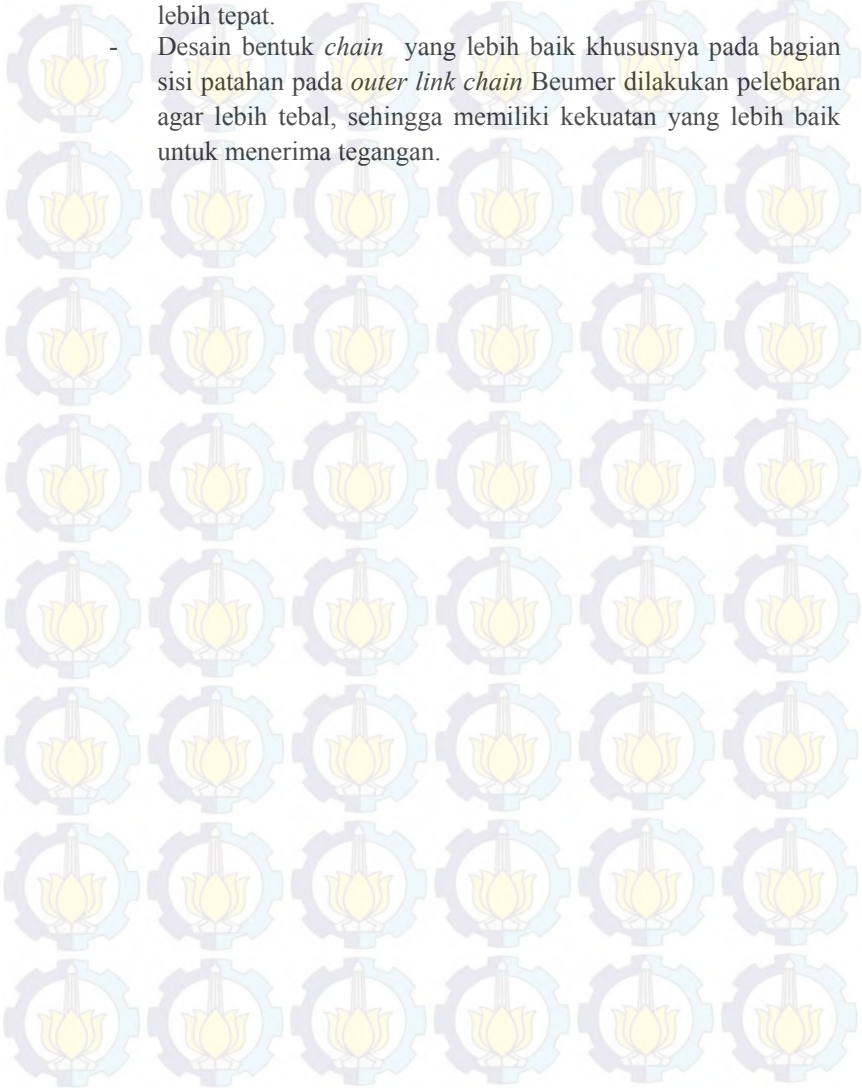 lebih tepat.
- Desain bentuk chain yang lebih baik khususnya pada bagian
sisi patahan pada outer link chain Beumer dilakukan pelebaran
agar lebih tebal, sehingga memiliki kekuatan yang lebih baik
untuk menerima tegangan.